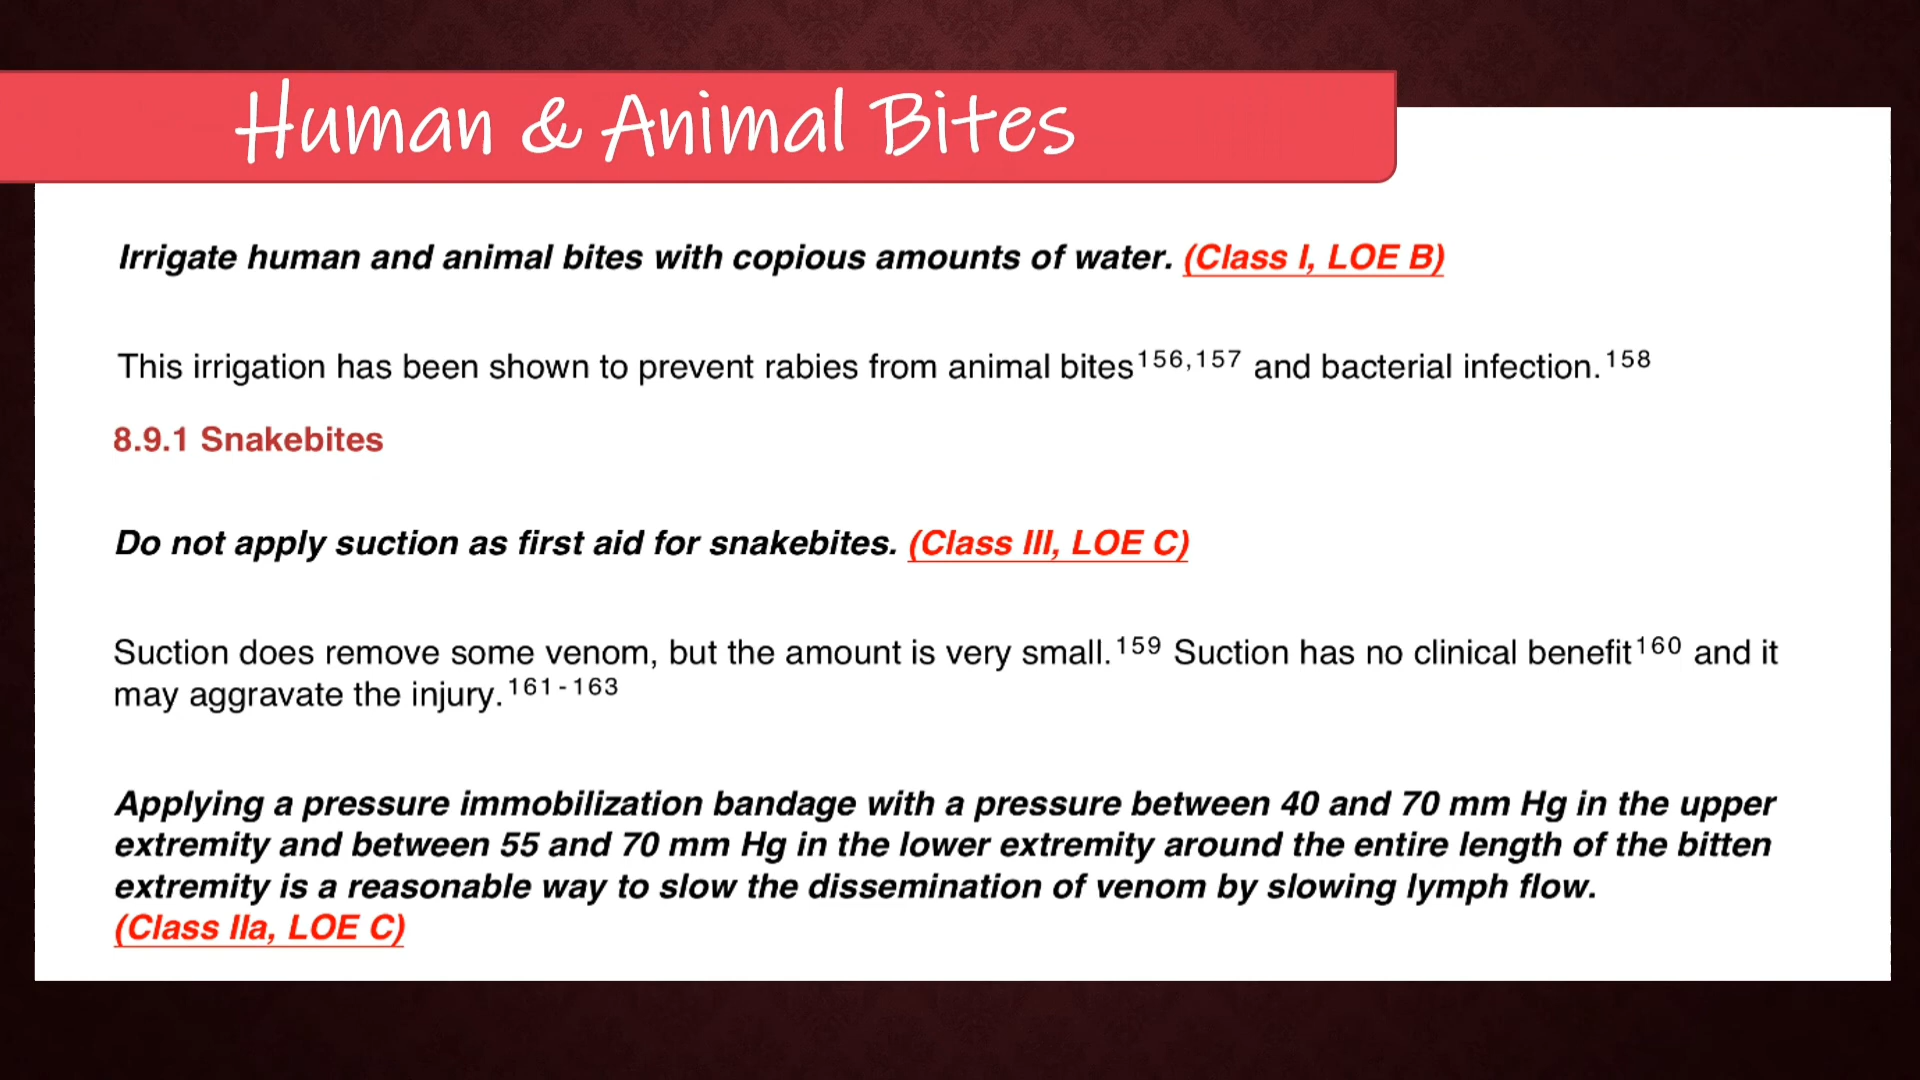 Human & Animal Bites
Irrigate human and animal bites with copious amounts of water. (Class I, LOE B)
This irrigation has been shown to prevent rabies from animal bites156,157 and bacterial infection.158
8.9.1 Snakebites
Do not apply suction as first aid for snakebites. (Class III, LOE C)
Suction does remove some venom, but the amount is very small.159 Suction has no clinical benefit160 and it
may aggravate the injury.161-163
Applying a pressure immobilization bandage with a pressure between 40 and 70 mm Hg in the upper
extremity and between 55 and 70 mm Hg in the lower extremity around the entire length of the bitten
extremity is a reasonable way to slow the dissemination of venom by slowing lymph flow.
(Class IIa, LOE C)